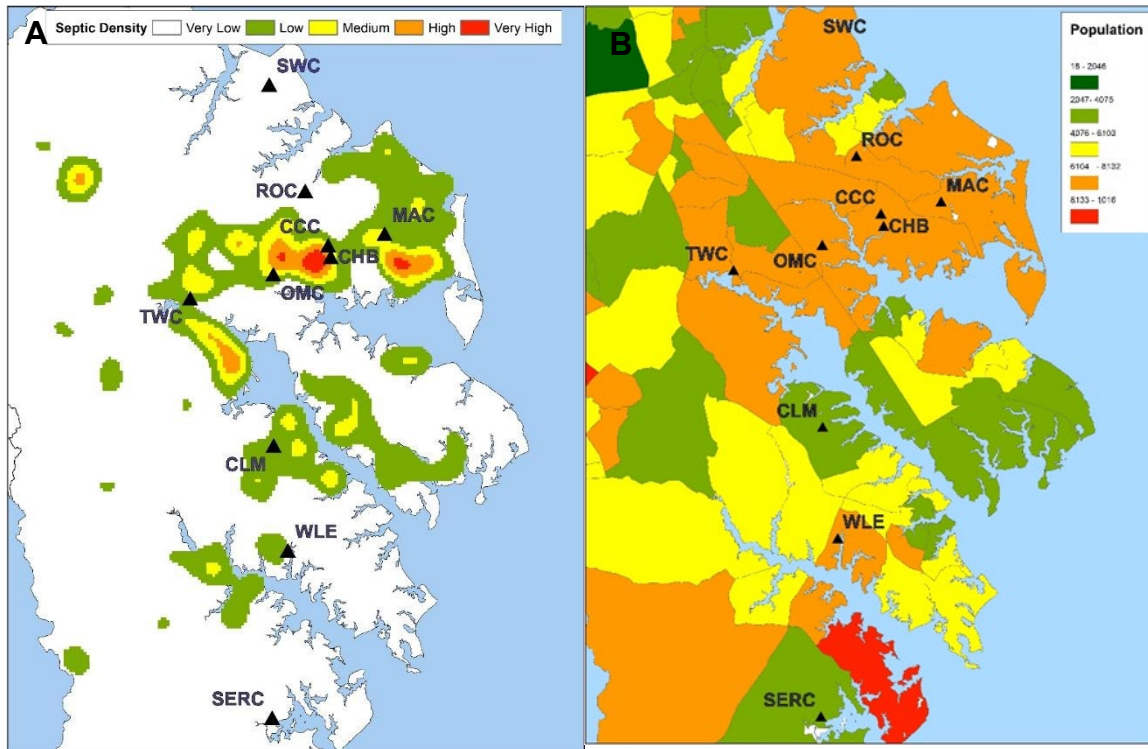 A
Septic Density Very Low Low Medium High Very High
SWC
ROC
CCC
MAC
CHB
OMC
TWC
CLM
WLE
SERC
B
SWC
Population
2047 - 4075
4076 - 6103
6104 - 8132
8133 - 1016
ROC
MAC
CCC
CHB
OMC
TWC
CLM
WLE
SERC